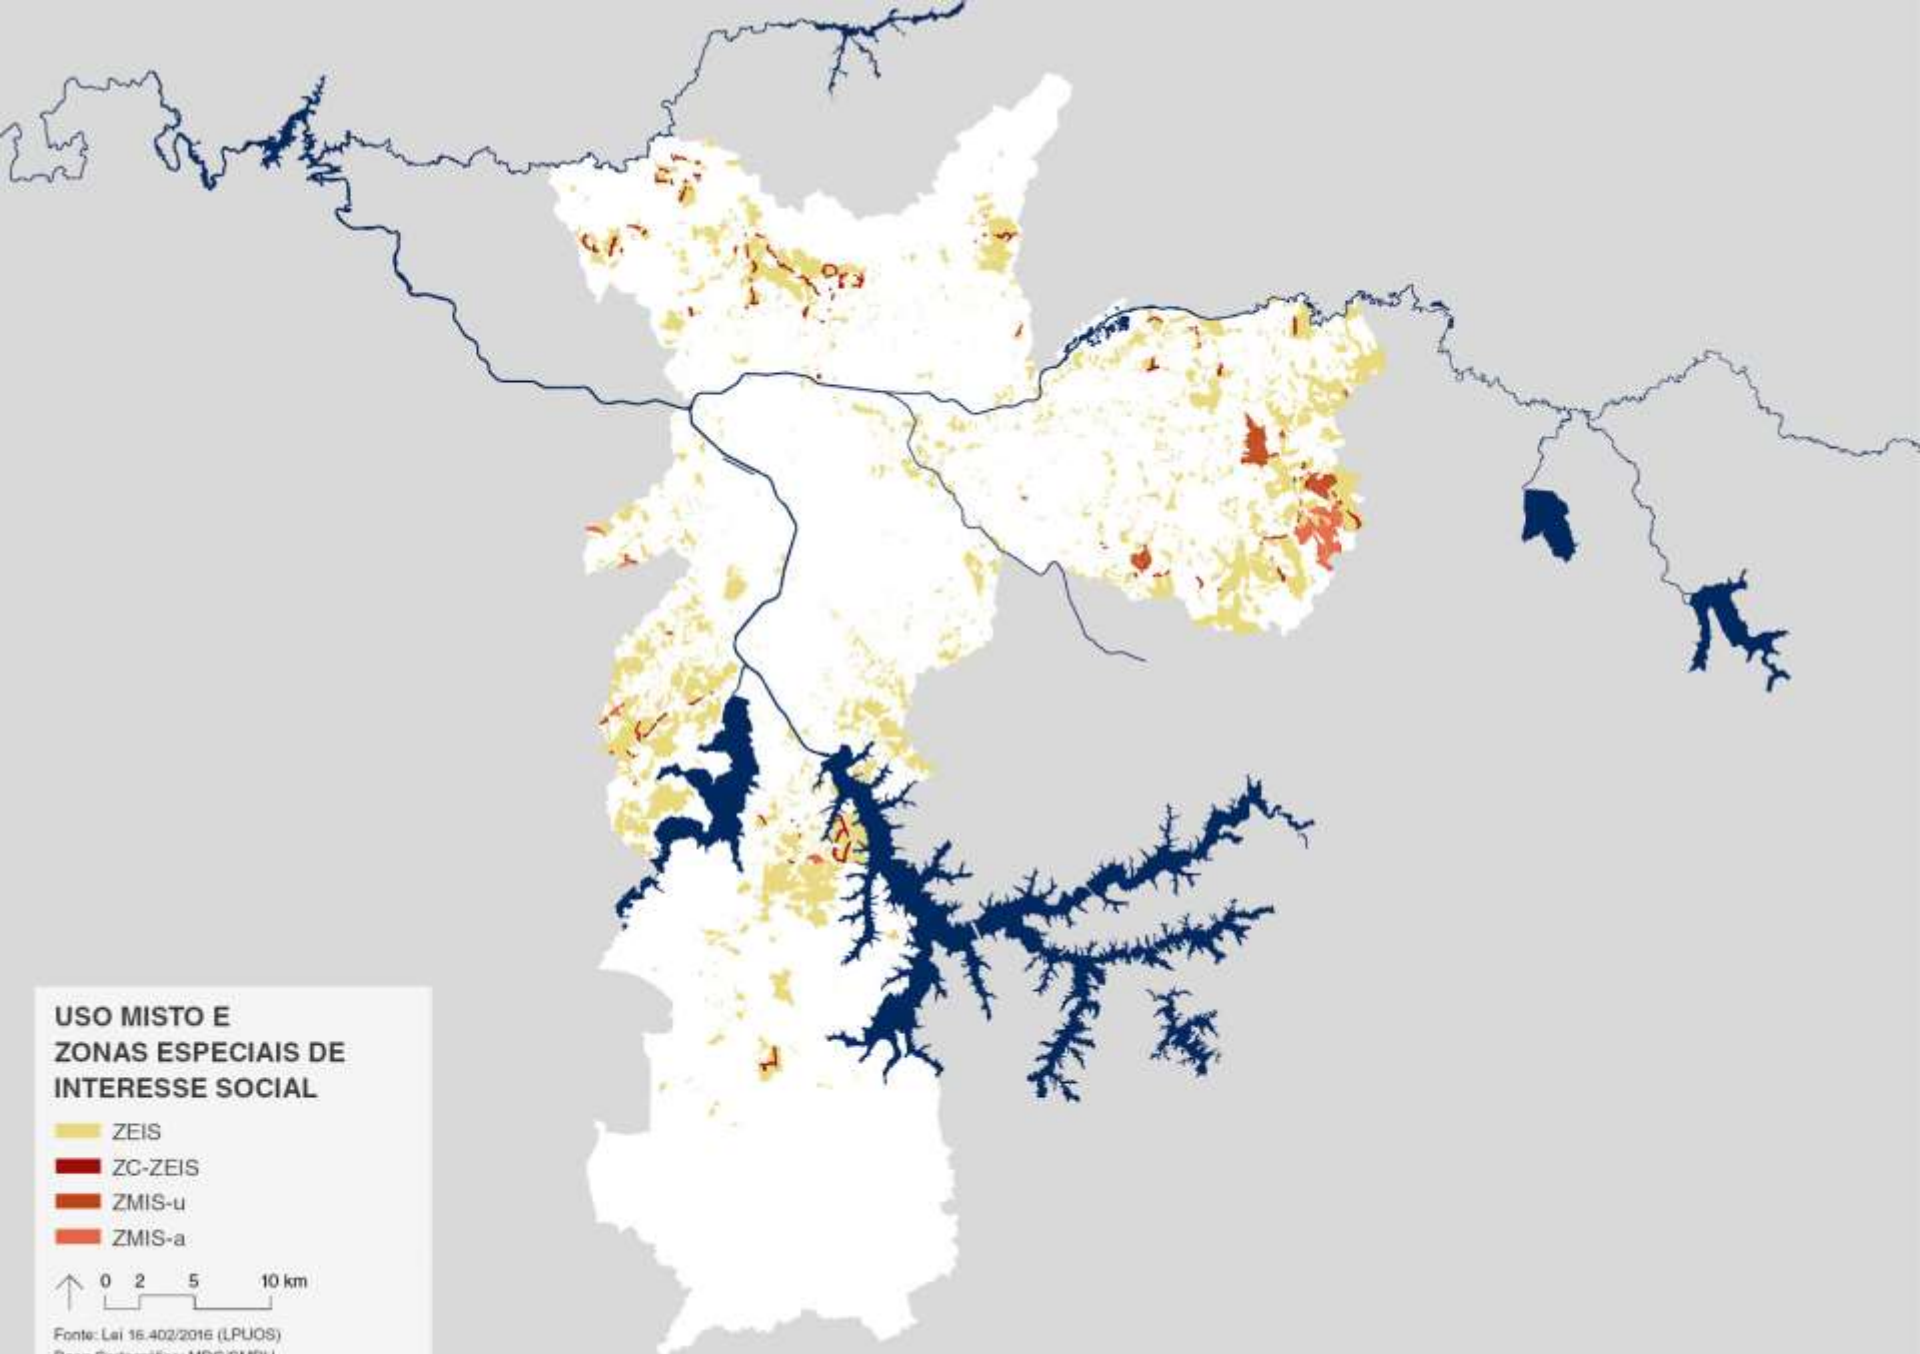 USO MISTO E
ZONAS ESPECIAIS DE
INTERESSE SOCIAL
ZEIS
ZC-ZEIS
ZMIS-u
ZMIS-a
0 2 5 10 km
Fonte: Lei 16.402/2016 (LPUOS)